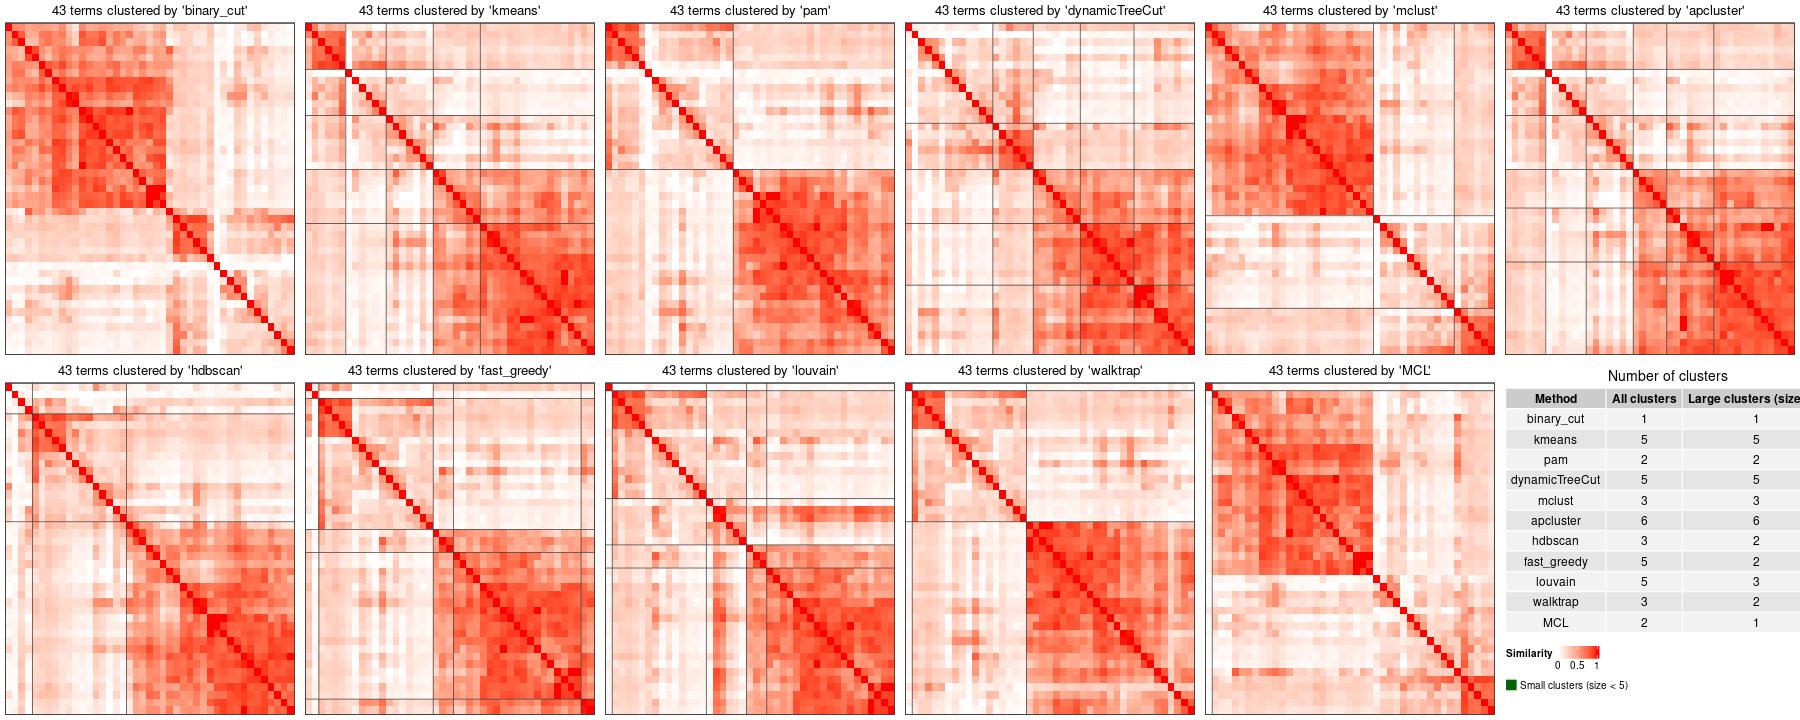 43 terms clustered by 'binary_cut'
43 terms clustered by 'kmeans'
43 terms clustered by 'pam'
43 terms clustered by 'dynamicTreeCut'
43 terms clustered by 'mclust'
43 terms clustered by 'apcluster'
43 terms clustered by 'hdbscan'
43 terms clustered by 'fast_greedy'
43 terms clustered by 'louvain'
43 terms clustered by 'walktrap'
43 terms clustered by 'MCL'
Number of clusters
Method All clusters Large clusters (size
binary_cut 1 1
kmeans 5 5
pam 2 2
dynamicTreeCut 5 5
mclust 3 3
apcluster 6 6
hdbscan 3 2
fast_greedy 5 2
louvain 5 3
walktrap 3 2
MCL 2 1
Similarity
0 0.5 1
Small clusters (size < 5)